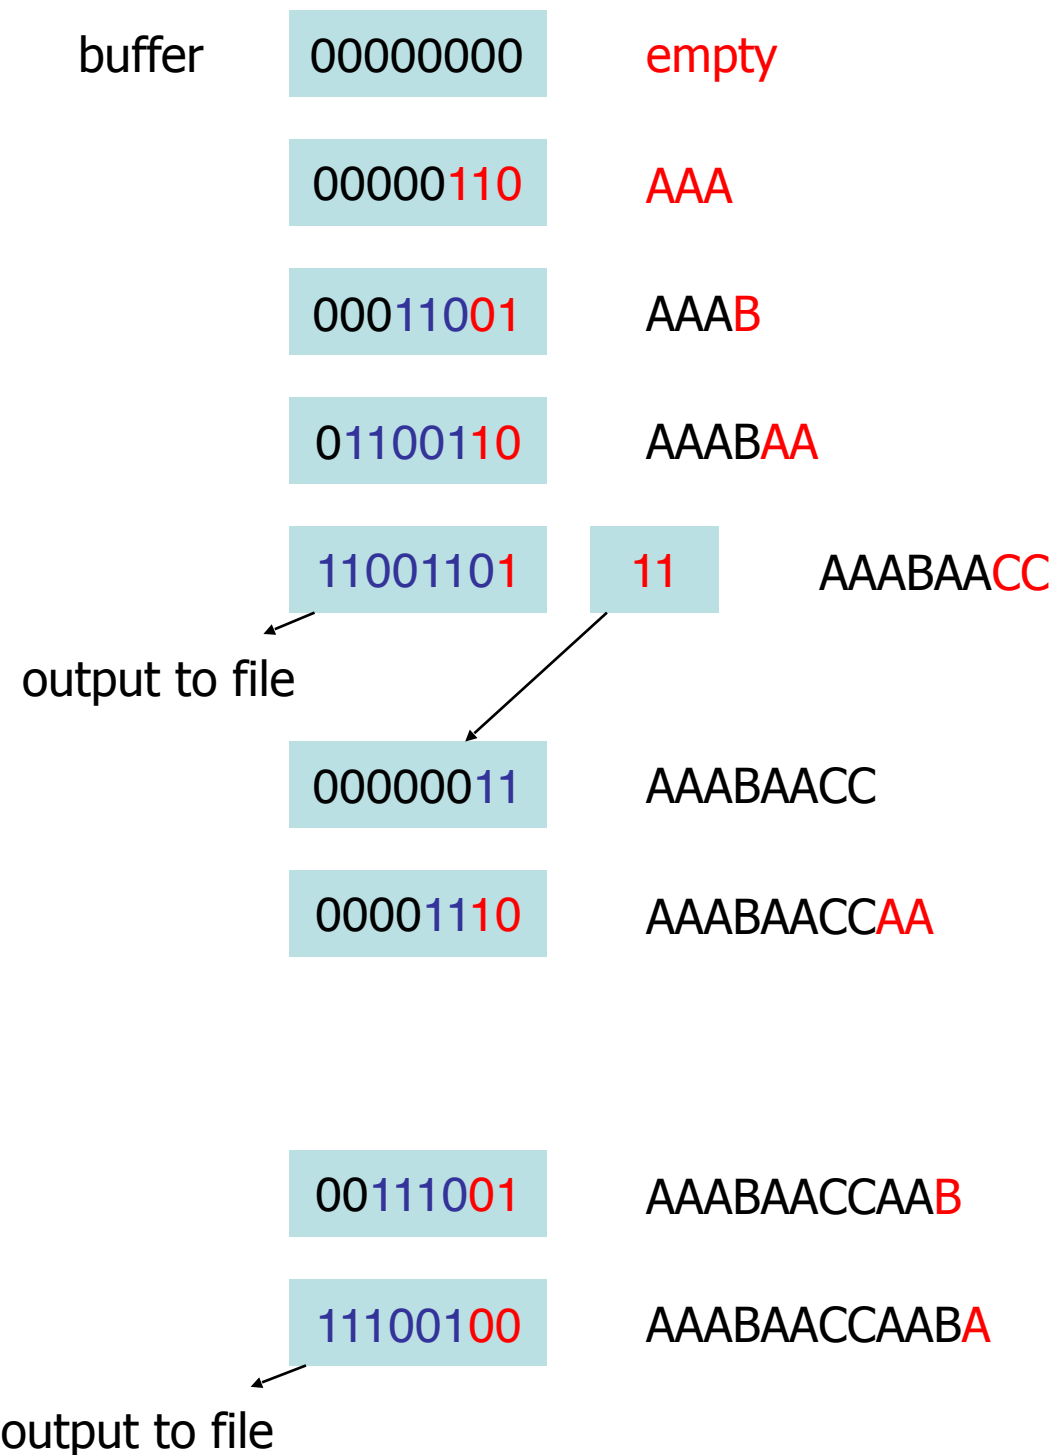 buffer 00000000 empty
00000110 AAA
00011001 AAAB
01100110 AAABAA
11001101 11 AAABAACC
output to file
00000011 AAABAACC
00001110 AAABAACCAA
00111001 AAABAACCAAB
11100100 AAABAACCAABA
output to file